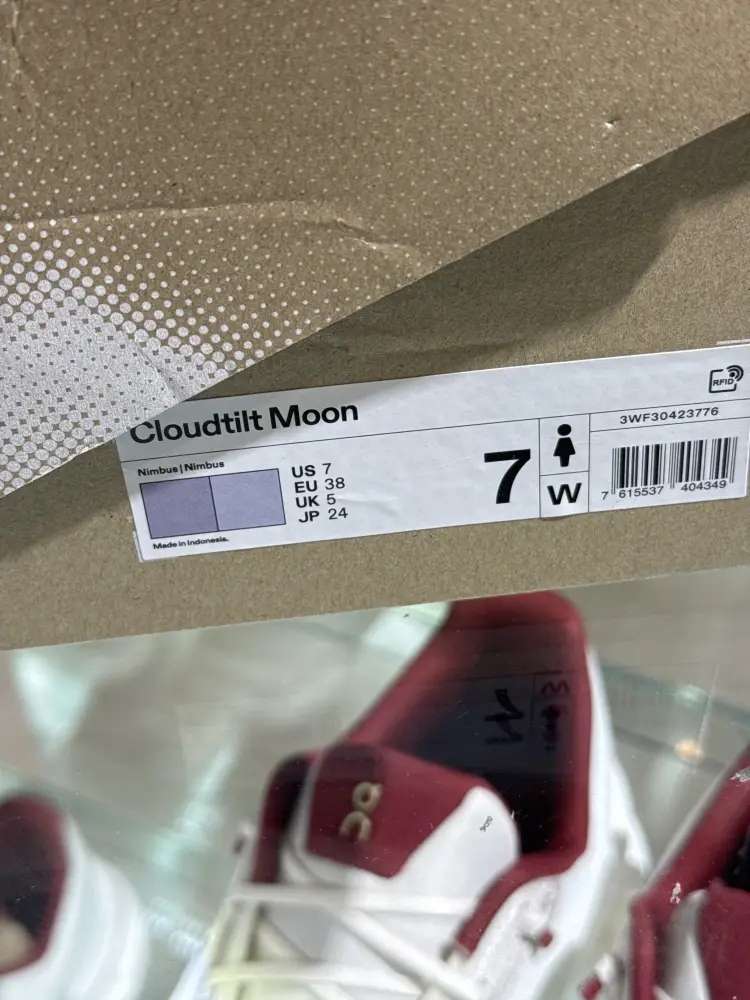 Cloudtilt Moon
RFID
3WF30423776
Nimbus | Nimbus
US 7
EU 38
UK 5
JP 24
7
W
7 615537 404349
Made in Indonesia.